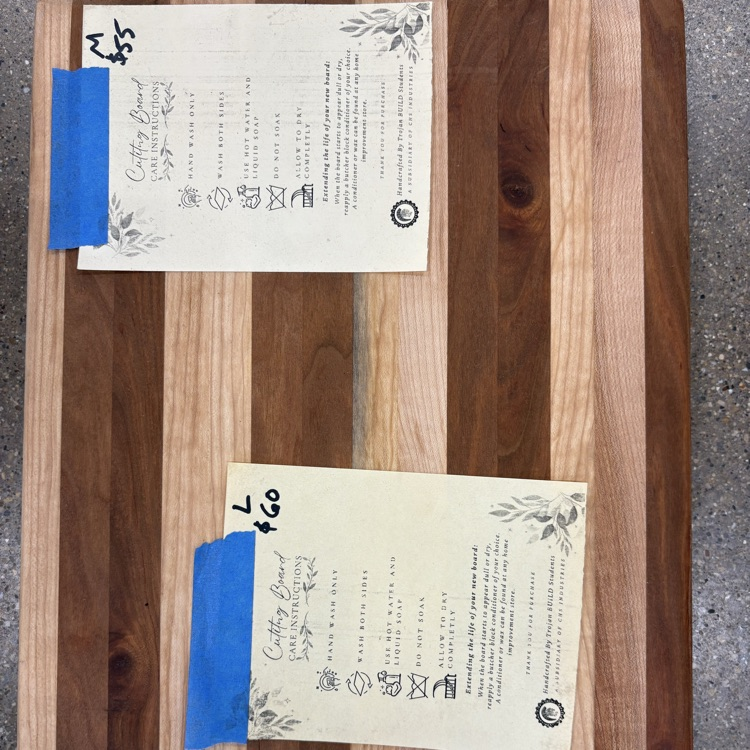 M
$55
Cutting Board
CARE INSTRUCTIONS
HAND WASH ONLY
WASH BOTH SIDES
USE HOT WATER AND
LIQUID SOAP
DO NOT SOAK
ALLOW TO DRY
COMPLETELY
Extending the life of your new board:
When the board starts to appear dull or dry,
reapply a butcher block conditioner of your choice.
A conditioner or wax can be found at any home
improvement store.
THANK YOU FOR PURCHASE
Handcrafted By Trojan BUILD Students
A SUBSIDIARY OF CHS INDUSTRIES
L
$60
Cutting Board
CARE INSTRUCTIONS
HAND WASH ONLY
WASH BOTH SIDES
USE HOT WATER AND
LIQUID SOAP
DO NOT SOAK
ALLOW TO DRY
COMPLETELY
Extending the life of your new board:
When the board starts to appear dull or dry,
reapply a butcher block conditioner of your choice.
A conditioner or wax can be found at any home
improvement store.
THANK YOU FOR PURCHASE
Handcrafted By Trojan BUILD Students
A SUBSIDIARY OF CHS INDUSTRIES